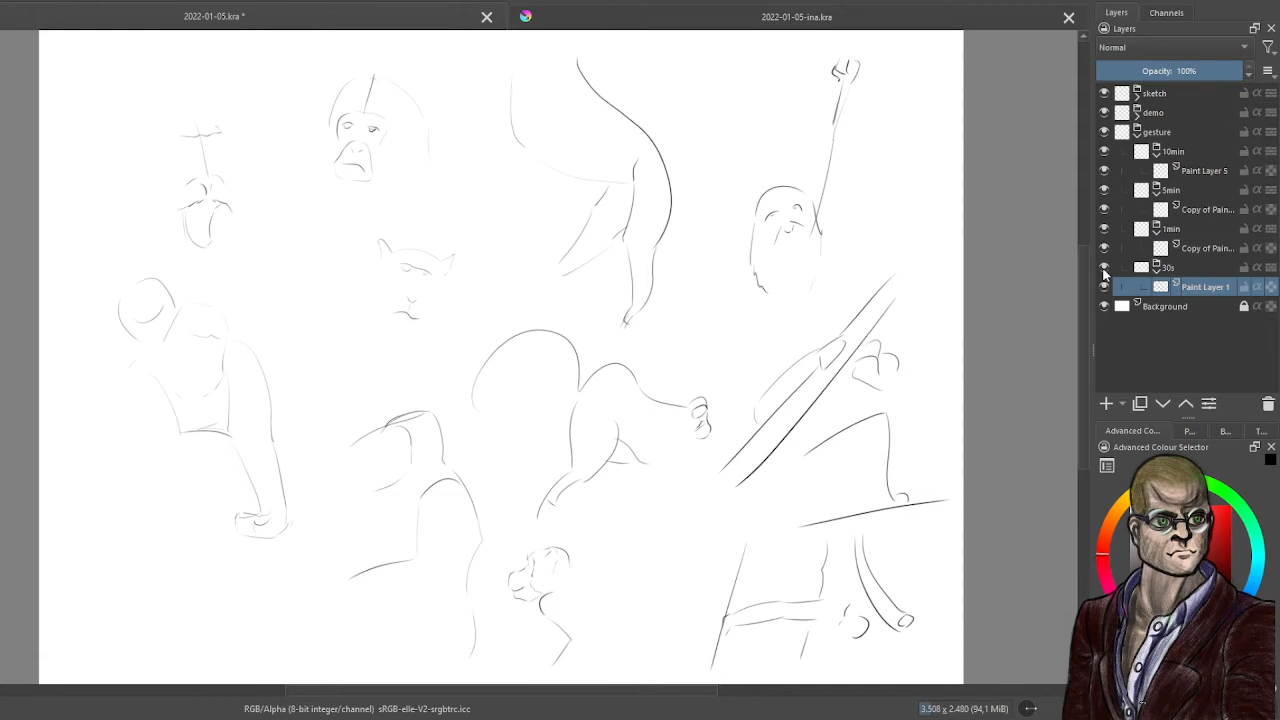 2022-01-05.kra *
2022-01-05-ina.kra
Layers
Channels
Layers
Normal
Opacity: 100%
sketch
demo
gesture
10min
Paint Layer 5
5min
Copy of Pain...
1min
Copy of Pain...
30s
Paint Layer 1
Background
Advanced Co...
P...
B...
T...
Advanced Colour Selector
RGB/Alpha (8-bit integer/channel) sRGB-elle-V2-srgbtrc.icc
3.508 x 2.480 (94,1 MiB)